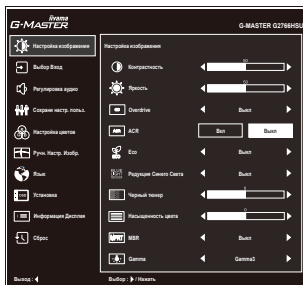 iiyama
G-MASTER
G-MASTER G2766HSU
Настройка изображения
Выбор Вход
Регулировка аудио
Сохрани настр. польз.
Настройка цветов
Ручн. Настр. Изобр.
Язык
Установка
Информация Дисплея
Сброс
Настройка изображения
Контрастность
50
Яркость
50
Overdrive
Выкл
ACR
Вкл
Выкл
Eco
Выкл
Редукция Синего Света
Выкл
Черный тюнер
Насыщенность цвета
MBR
Выкл
Gamma
Gamma3
Выход :
Выбор : / Нажать